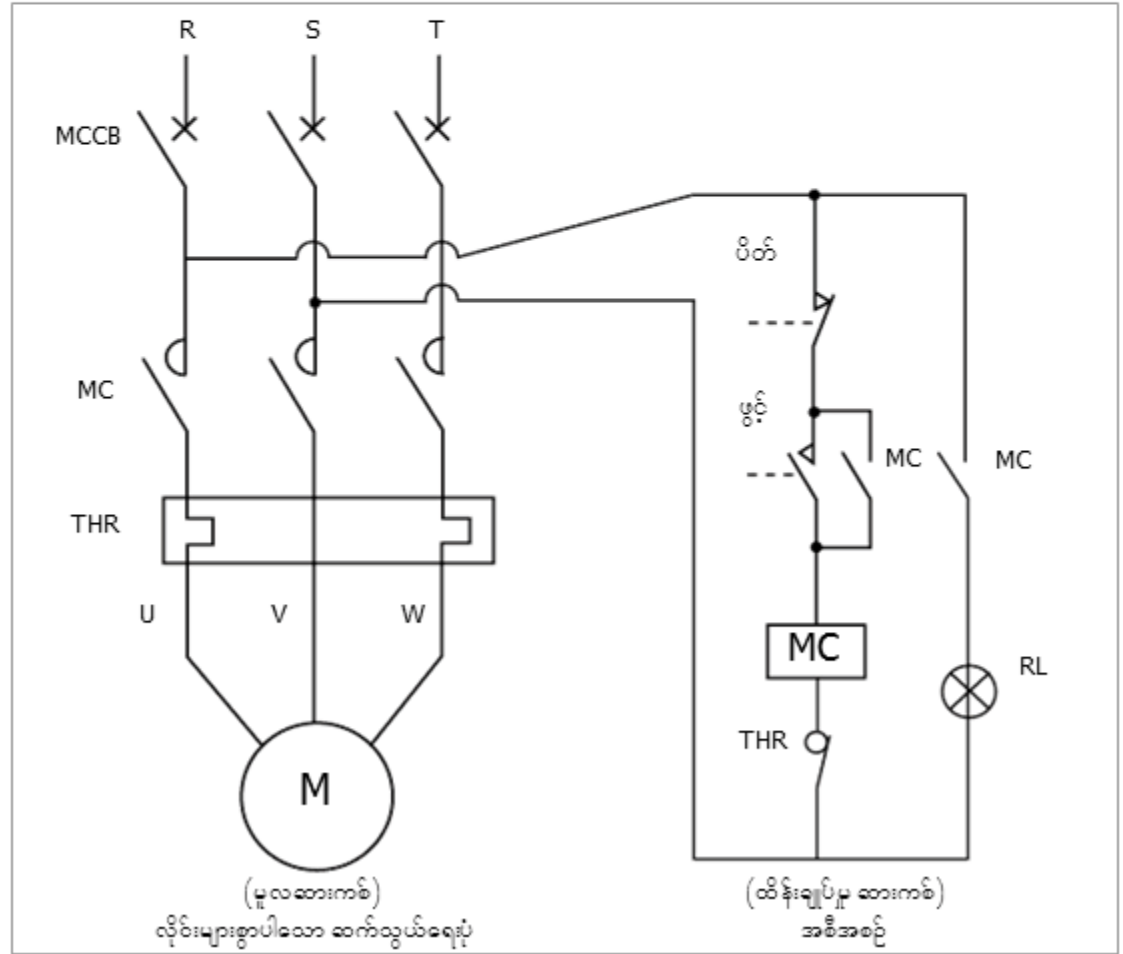 R S T
MCCB
ပိတ်
MC
ဖွင့်
MC MC
THR
U V W
MC
RL
THR
M
(မူလဆားကစ်)
လိုင်းများစွာပါသော ဆက်သွယ်ရေးပုံ
(ထိန်းချုပ်မှု ဆားကစ်)
အစီအစဉ်